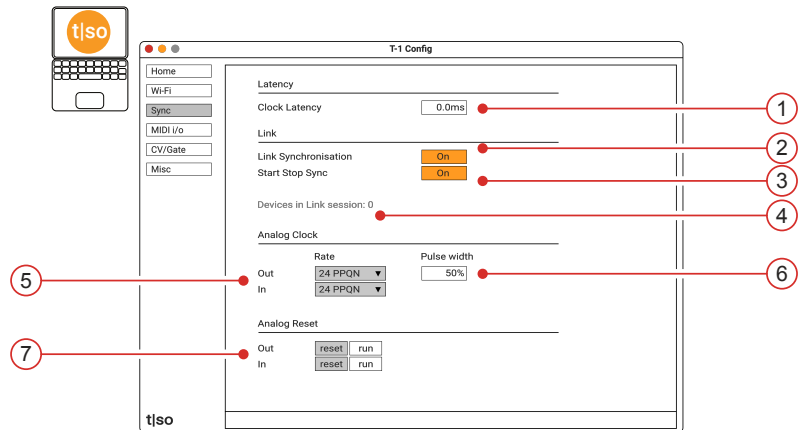 t|so
T-1 Config
Home
Wi-Fi
Sync
MIDI i/o
CV/Gate
Misc
Latency
Clock Latency 0.0ms 1
Link 2
Link Synchronisation On
Start Stop Sync On 3
Devices in Link session: 0 4
Analog Clock
Rate Pulse width
5 Out 24 PPQN ▼ 50% 6
In 24 PPQN ▼
Analog Reset
7 Out reset run
In reset run
t|so